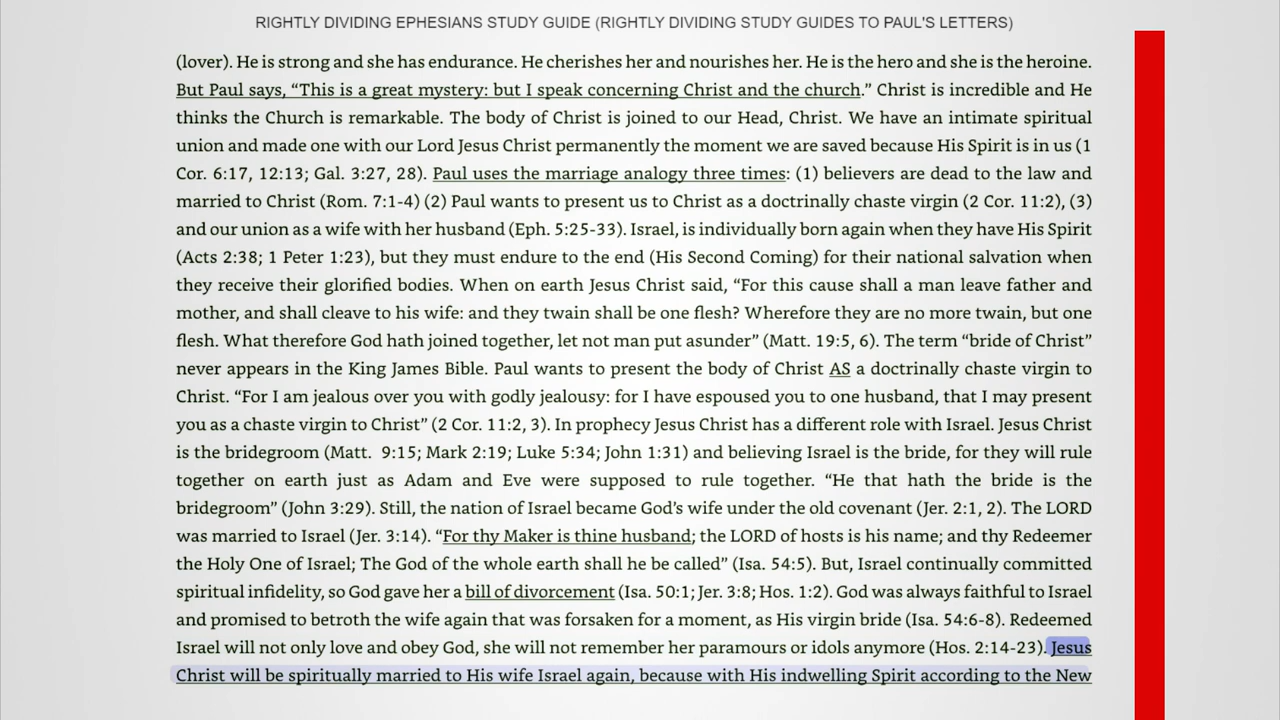 RIGHTLY DIVIDING EPHESIANS STUDY GUIDE (RIGHTLY DIVIDING STUDY GUIDES TO PAUL'S LETTERS)
(lover). He is strong and she has endurance. He cherishes her and nourishes her. He is the hero and she is the heroine.
But Paul says, “This is a great mystery: but I speak concerning Christ and the church.” Christ is incredible and He
thinks the Church is remarkable. The body of Christ is joined to our Head, Christ. We have an intimate spiritual
union and made one with our Lord Jesus Christ permanently the moment we are saved because His Spirit is in us (1
Cor. 6:17, 12:13; Gal. 3:27, 28). Paul uses the marriage analogy three times: (1) believers are dead to the law and
married to Christ (Rom. 7:1-4) (2) Paul wants to present us to Christ as a doctrinally chaste virgin (2 Cor. 11:2), (3)
and our union as a wife with her husband (Eph. 5:25-33). Israel, is individually born again when they have His Spirit
(Acts 2:38; 1 Peter 1:23), but they must endure to the end (His Second Coming) for their national salvation when
they receive their glorified bodies. When on earth Jesus Christ said, “For this cause shall a man leave father and
mother, and shall cleave to his wife: and they twain shall be one flesh? Wherefore they are no more twain, but one
flesh. What therefore God hath joined together, let not man put asunder” (Matt. 19:5, 6). The term “bride of Christ”
never appears in the King James Bible. Paul wants to present the body of Christ AS a doctrinally chaste virgin to
Christ. “For I am jealous over you with godly jealousy: for I have espoused you to one husband, that I may present
you as a chaste virgin to Christ” (2 Cor. 11:2, 3). In prophecy Jesus Christ has a different role with Israel. Jesus Christ
is the bridegroom (Matt. 9:15; Mark 2:19; Luke 5:34; John 1:31) and believing Israel is the bride, for they will rule
together on earth just as Adam and Eve were supposed to rule together. “He that hath the bride is the
bridegroom” (John 3:29). Still, the nation of Israel became God’s wife under the old covenant (Jer. 2:1, 2). The LORD
was married to Israel (Jer. 3:14). “For thy Maker is thine husband; the LORD of hosts is his name; and thy Redeemer
the Holy One of Israel; The God of the whole earth shall he be called” (Isa. 54:5). But, Israel continually committed
spiritual infidelity, so God gave her a bill of divorcement (Isa. 50:1; Jer. 3:8; Hos. 1:2). God was always faithful to Israel
and promised to betroth the wife again that was forsaken for a moment, as His virgin bride (Isa. 54:6-8). Redeemed
Israel will not only love and obey God, she will not remember her paramours or idols anymore (Hos. 2:14-23). Jesus
Christ will be spiritually married to His wife Israel again, because with His indwelling Spirit according to the New